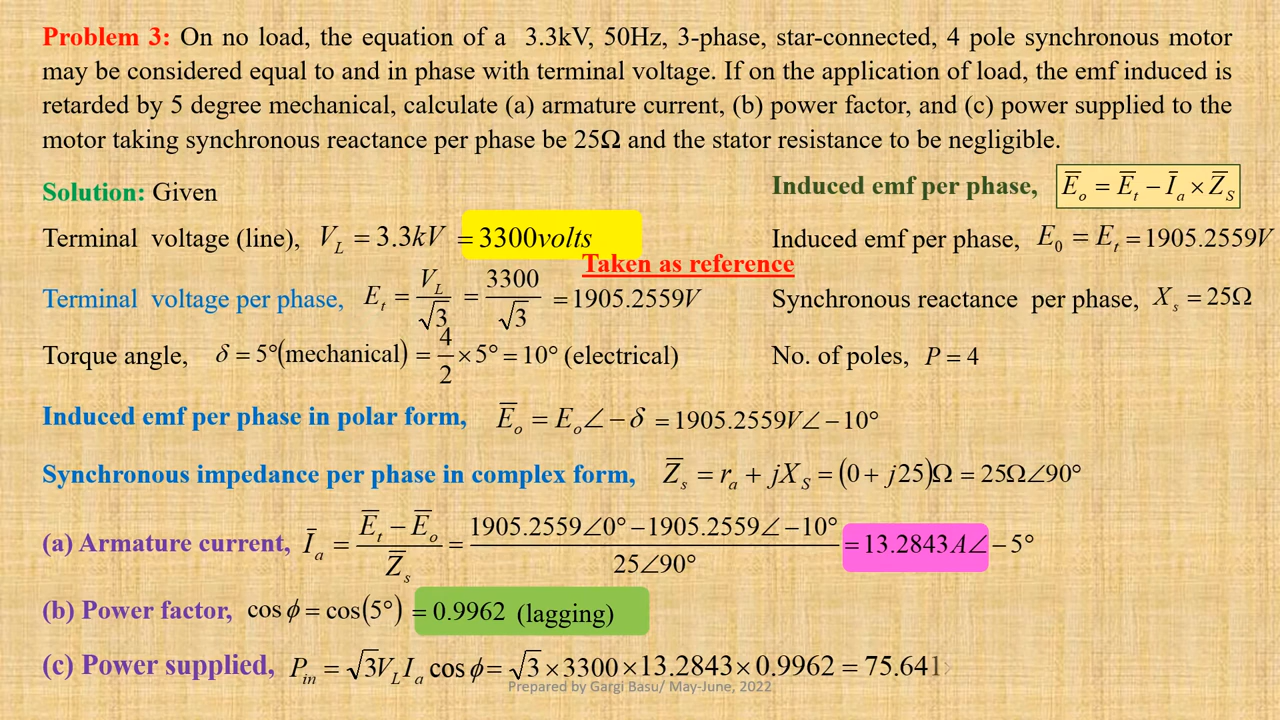 Problem 3: On no load, the equation of a 3.3kV, 50Hz, 3-phase, star-connected, 4 pole synchronous motor
may be considered equal to and in phase with terminal voltage. If on the application of load, the emf induced is
retarded by 5 degree mechanical, calculate (a) armature current, (b) power factor, and (c) power supplied to the
motor taking synchronous reactance per phase be 25Ω and the stator resistance to be negligible.
Solution: Given
Induced emf per phase, E̅ₒ = E̅ₜ − I̅ₐ × Z̅_S
Terminal voltage (line), V_L = 3.3kV = 3300volts
Induced emf per phase, E₀ = Eₜ = 1905.2559V
Taken as reference
Terminal voltage per phase, Eₜ = V_L/√3 = 3300/√3 = 1905.2559V
Synchronous reactance per phase, Xₛ = 25Ω
Torque angle, δ = 5°(mechanical) = 4/2 × 5° = 10° (electrical)
No. of poles, P = 4
Induced emf per phase in polar form, E̅ₒ = Eₒ∠−δ = 1905.2559V∠−10°
Synchronous impedance per phase in complex form, Z̅ₛ = rₐ + jX_S = (0 + j25)Ω = 25Ω∠90°
(a) Armature current, I̅ₐ = (E̅ₜ − E̅ₒ)/Z̅ₛ = (1905.2559∠0° − 1905.2559∠−10°)/(25∠90°) = 13.2843A∠−5°
(b) Power factor, cos ϕ = cos(5°) = 0.9962 (lagging)
(c) Power supplied, Pᵢₙ = √3V_L Iₐ cos ϕ = √3 × 3300 × 13.2843 × 0.9962 = 75.641
Prepared by Gargi Basu/ May-June, 2022